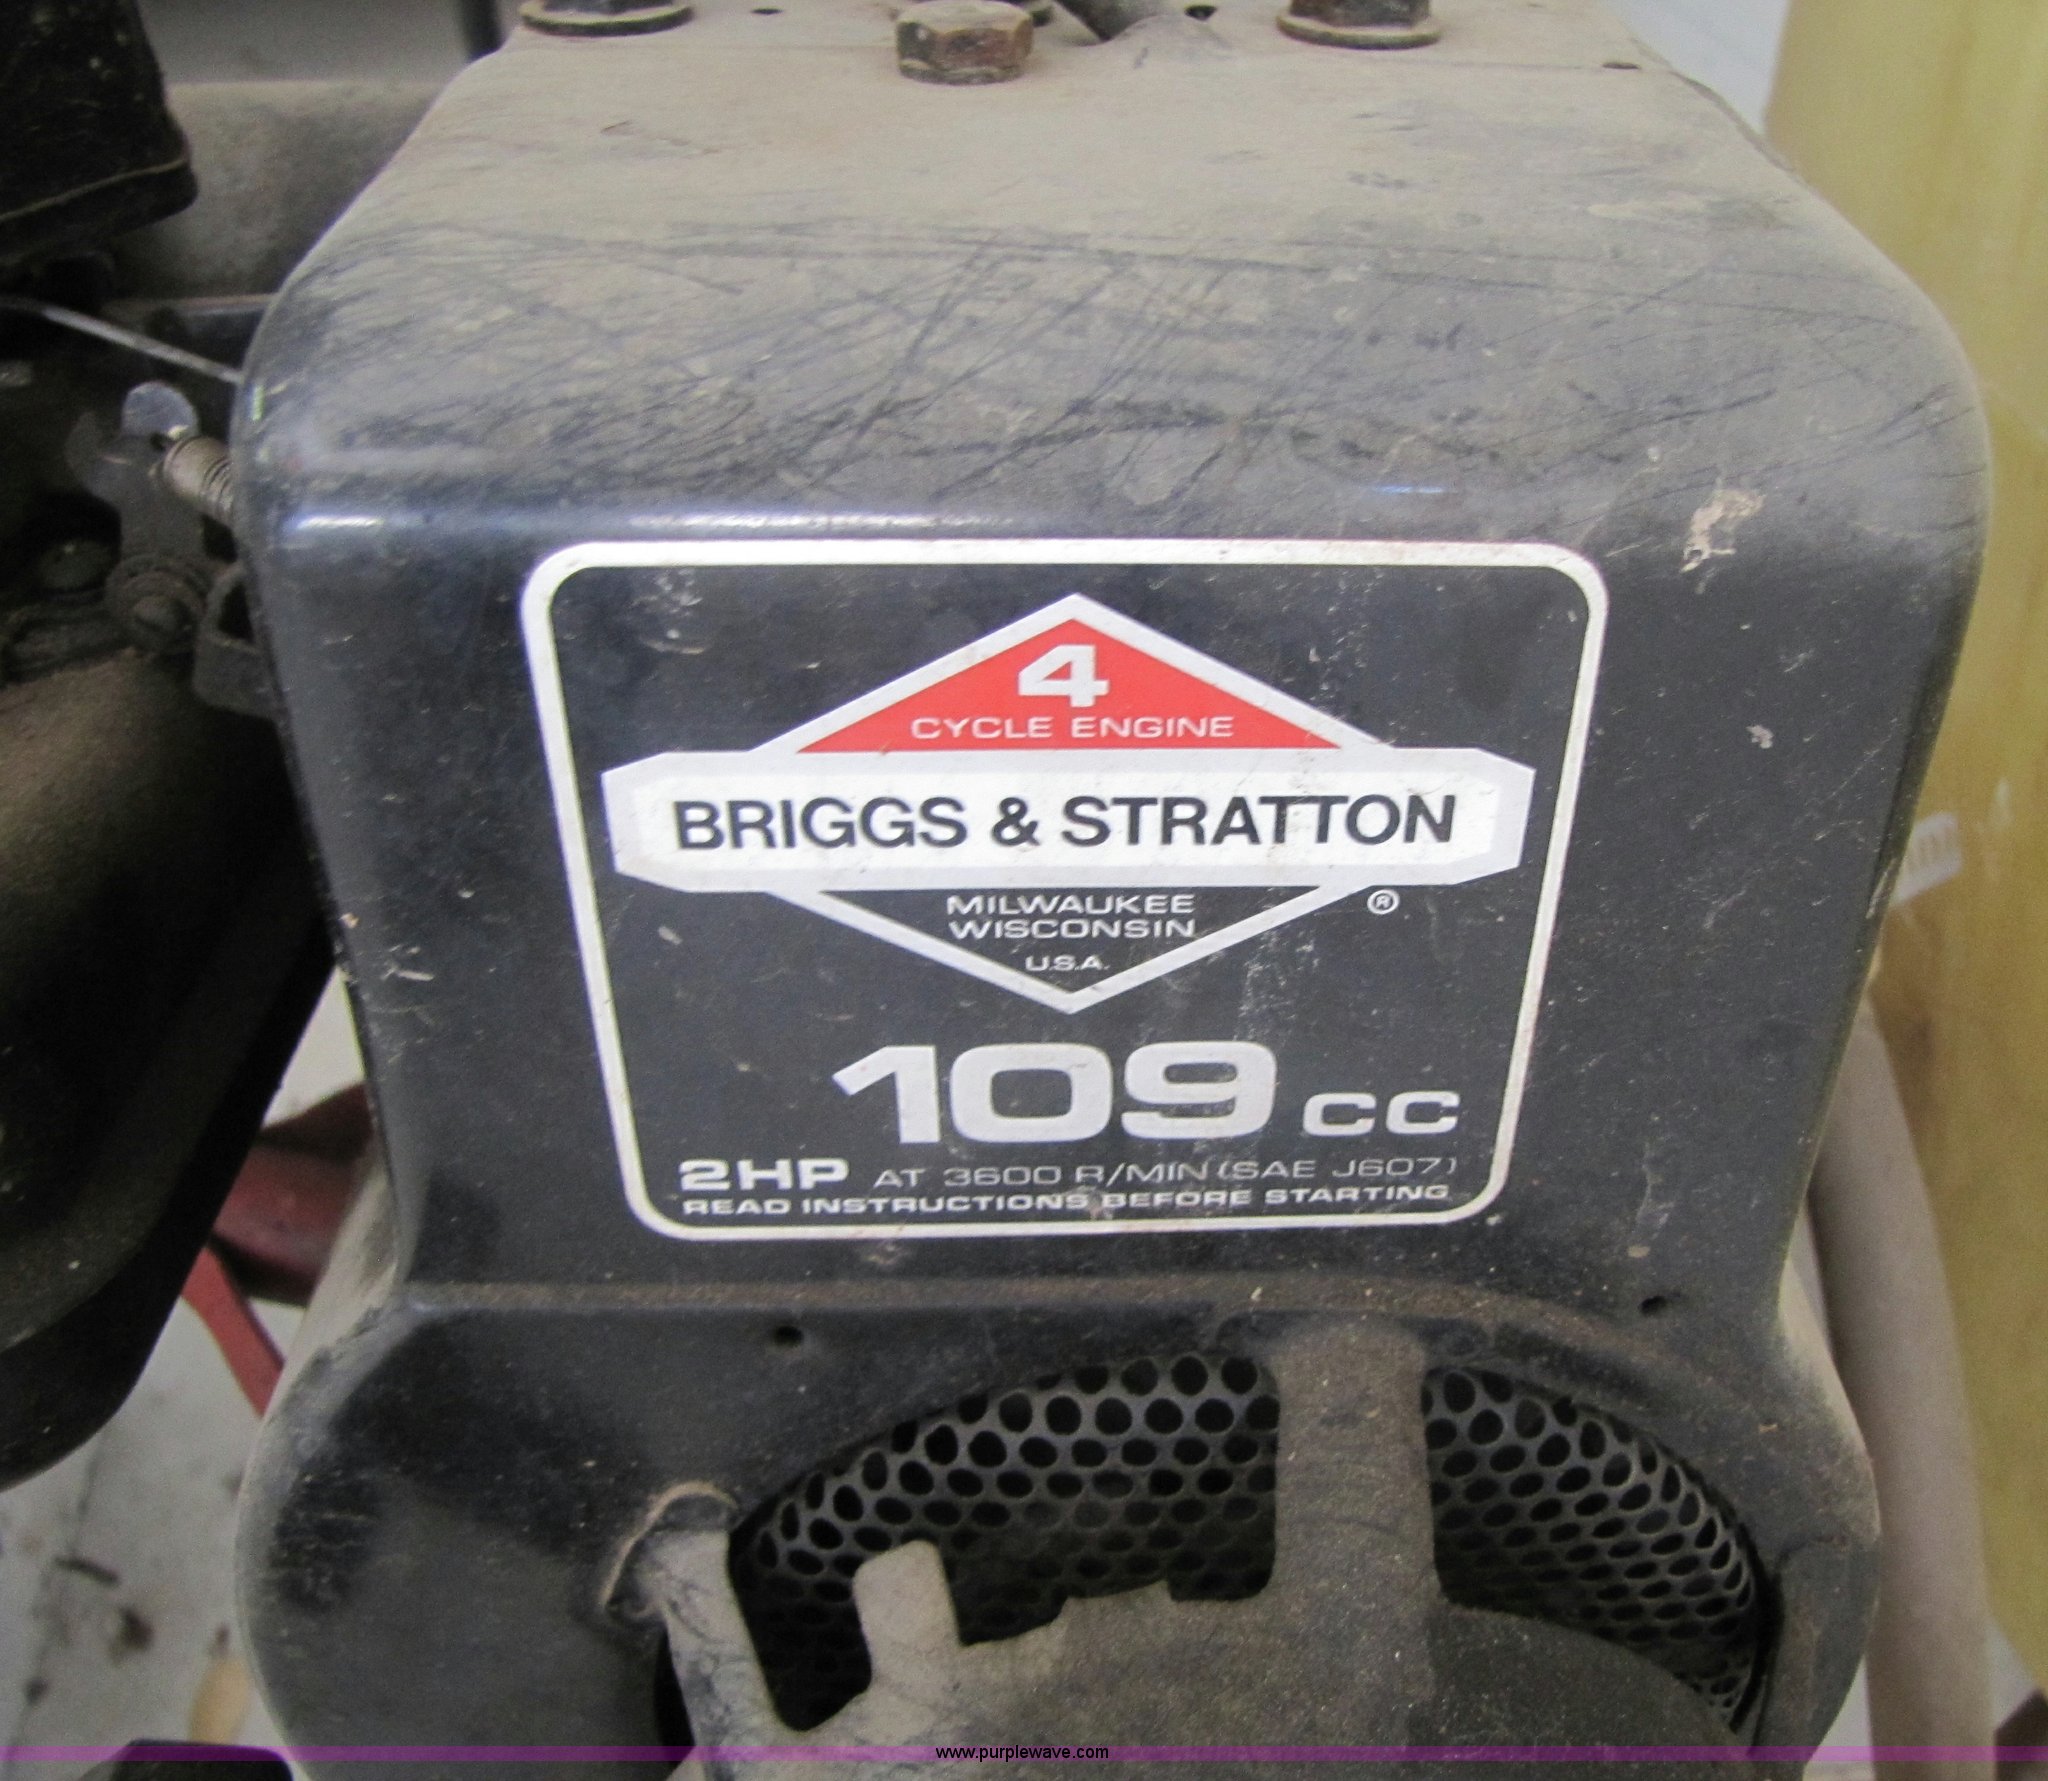 4
CYCLE ENGINE
BRIGGS & STRATTON
®
MILWAUKEE
WISCONSIN
U.S.A.
109 CC
2HP AT 3600 R/MIN (SAE J607)
READ INSTRUCTIONS BEFORE STARTING
www.purplewave.com